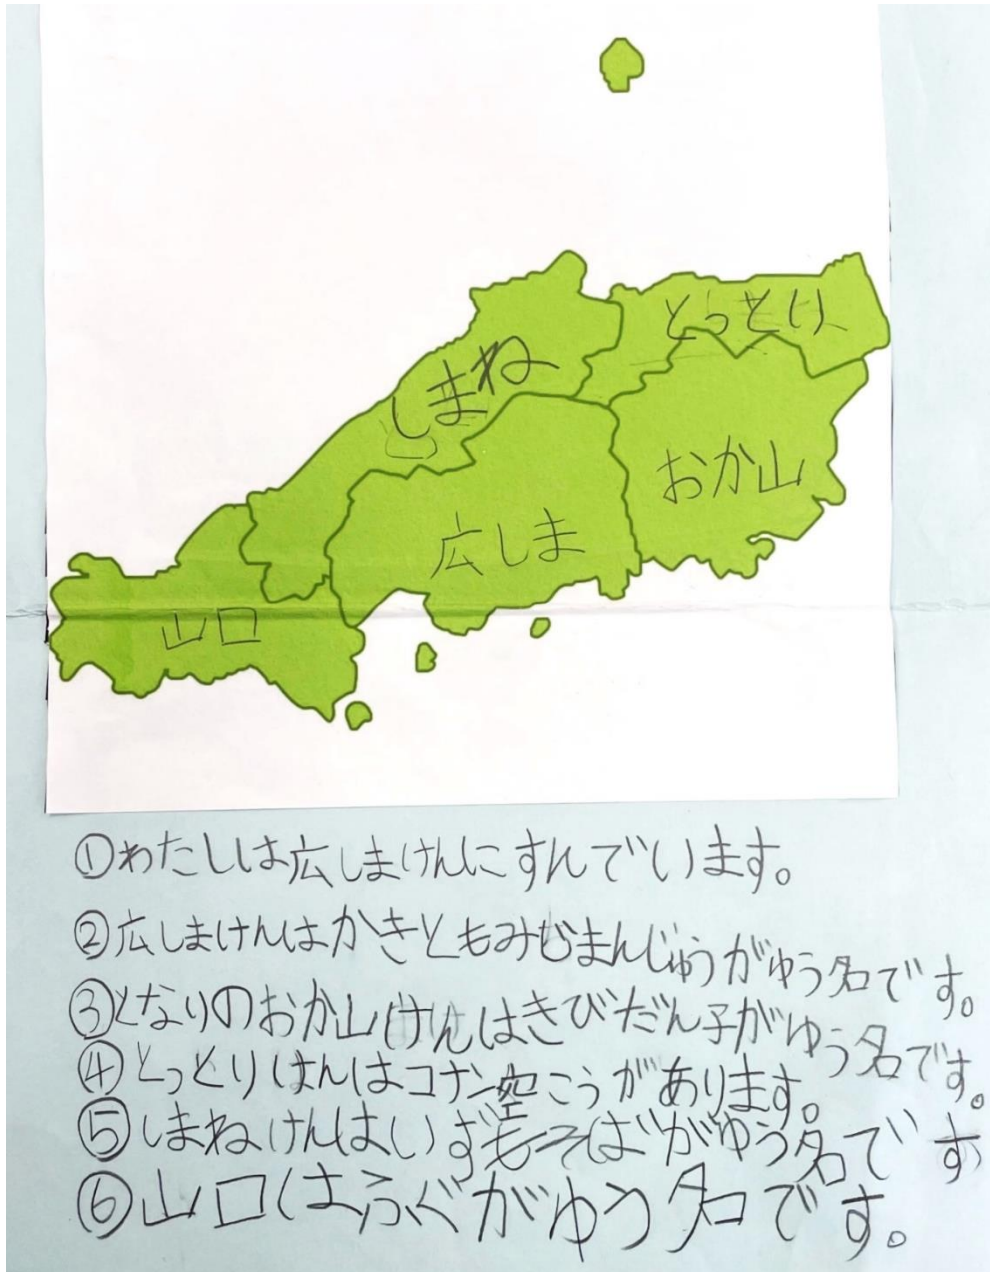 とっとり
しまね
おか山
広しま
山口
①わたしは広しまけんにすんでいます。
②広しまけんはかきともみじまんじゅうがゆう名です。
③となりのおか山けんはきびだん子がゆう名です。
④とっとりけんはコナン空こうがあります。
⑤しまねけんはいずもそばがゆう名です
⑥山口はふぐがゆう名です。